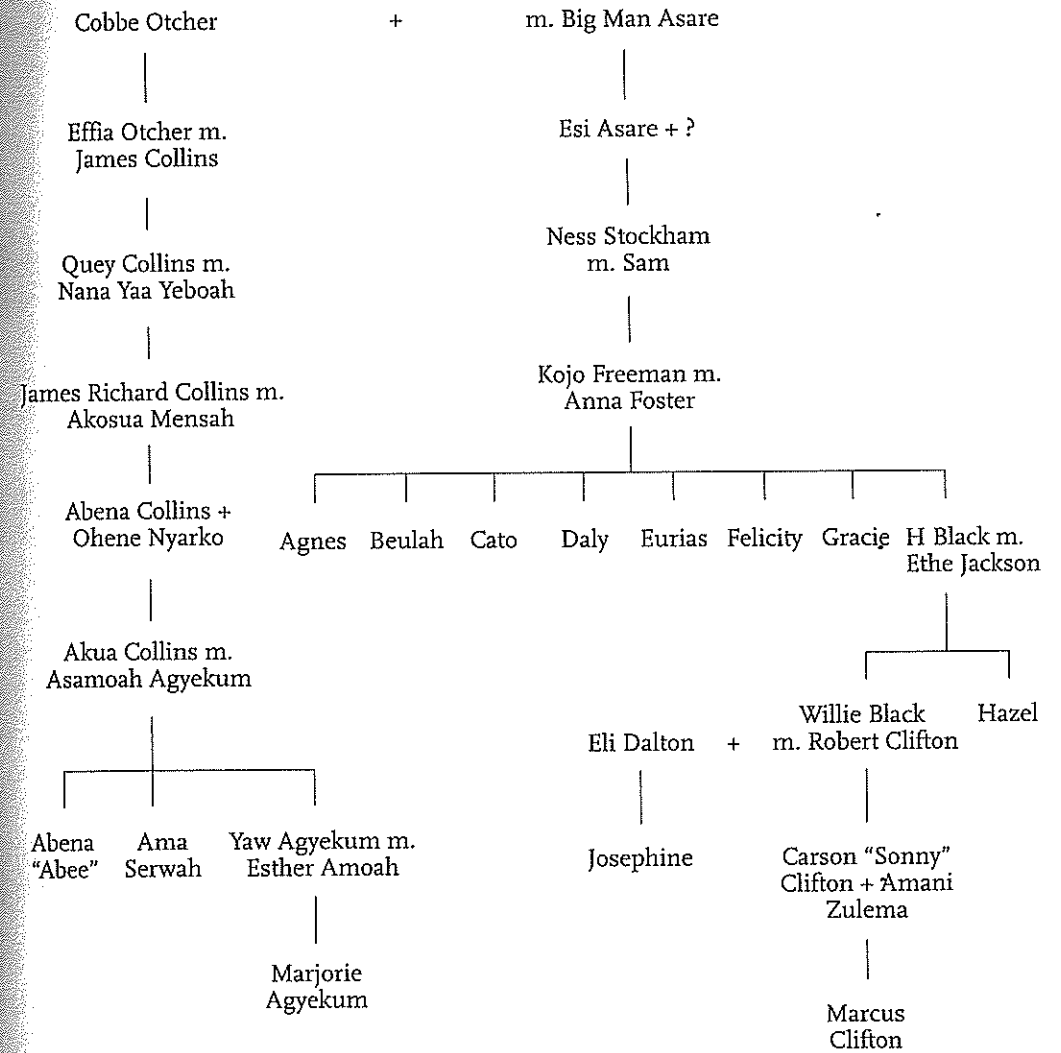 Cobbe Otcher + m. Big Man Asare
Effia Otcher m.
James Collins
Esi Asare + ?
Quey Collins m.
Nana Yaa Yeboah
Ness Stockham
m. Sam
James Richard Collins m.
Akosua Mensah
Kojo Freeman m.
Anna Foster
Abena Collins +
Ohene Nyarko
Agnes Beulah Cato Daly Eurias Felicity Gracie H Black m.
Ethe Jackson
Akua Collins m.
Asamoah Agyekum
Willie Black
m. Robert Clifton
Hazel
Eli Dalton +
Abena
"Abee"
Ama
Serwah
Yaw Agyekum m.
Esther Amoah
Josephine
Carson "Sonny"
Clifton + Amani
Zulema
Marjorie
Agyekum
Marcus
Clifton